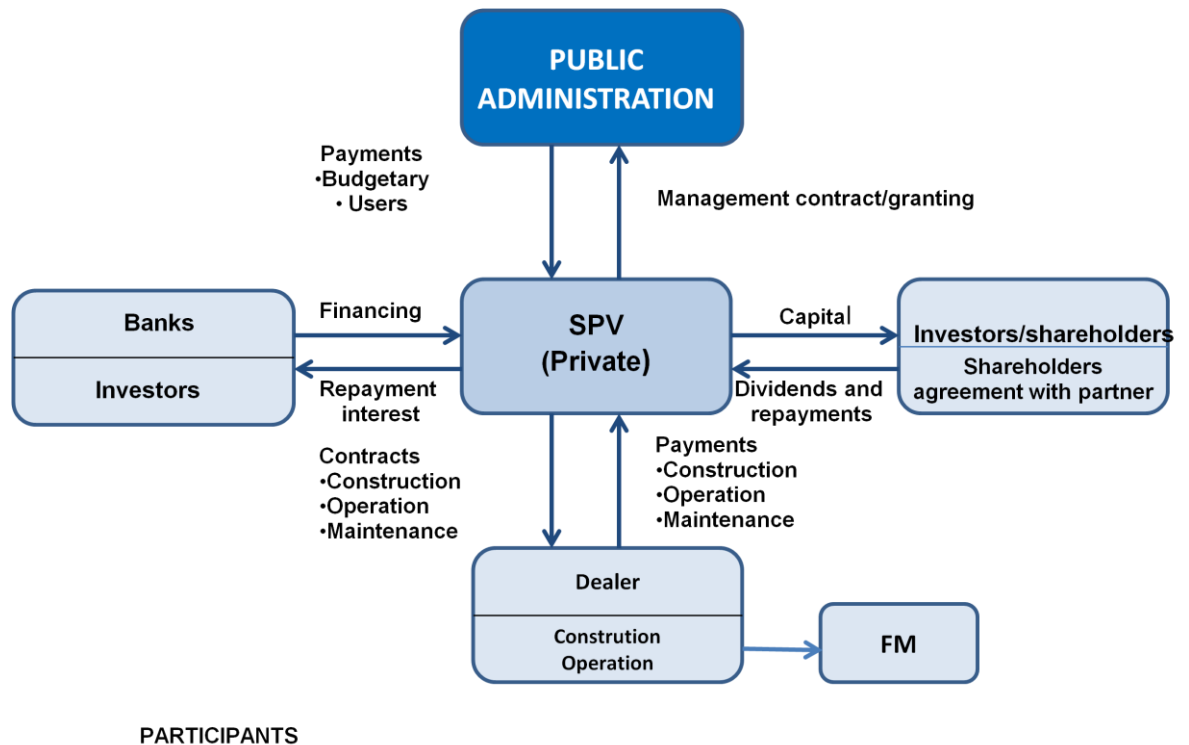 PUBLIC
ADMINISTRATION
Payments
•Budgetary
• Users
Management contract/granting
Banks
Investors
Financing
Repayment
interest
SPV
(Private)
Capital
Dividends and
repayments
Investors/shareholders
Shareholders
agreement with partner
Contracts
•Construction
•Operation
•Maintenance
Payments
•Construction
•Operation
•Maintenance
Dealer
Constrution
Operation
FM
PARTICIPANTS